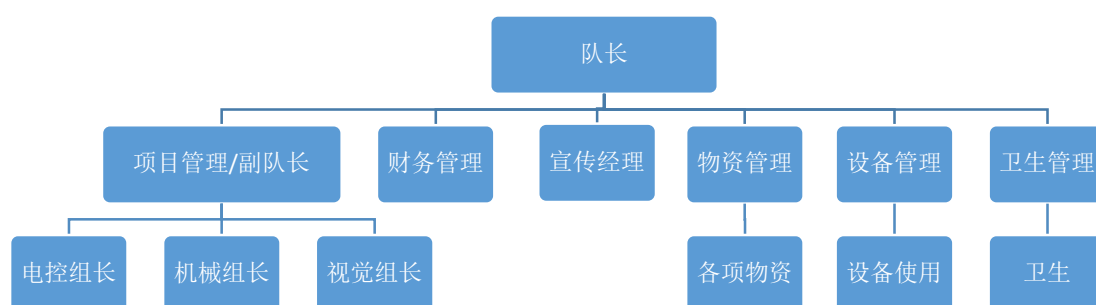 队长
项目管理/副队长
财务管理
宣传经理
物资管理
设备管理
卫生管理
电控组长
机械组长
视觉组长
各项物资
设备使用
卫生